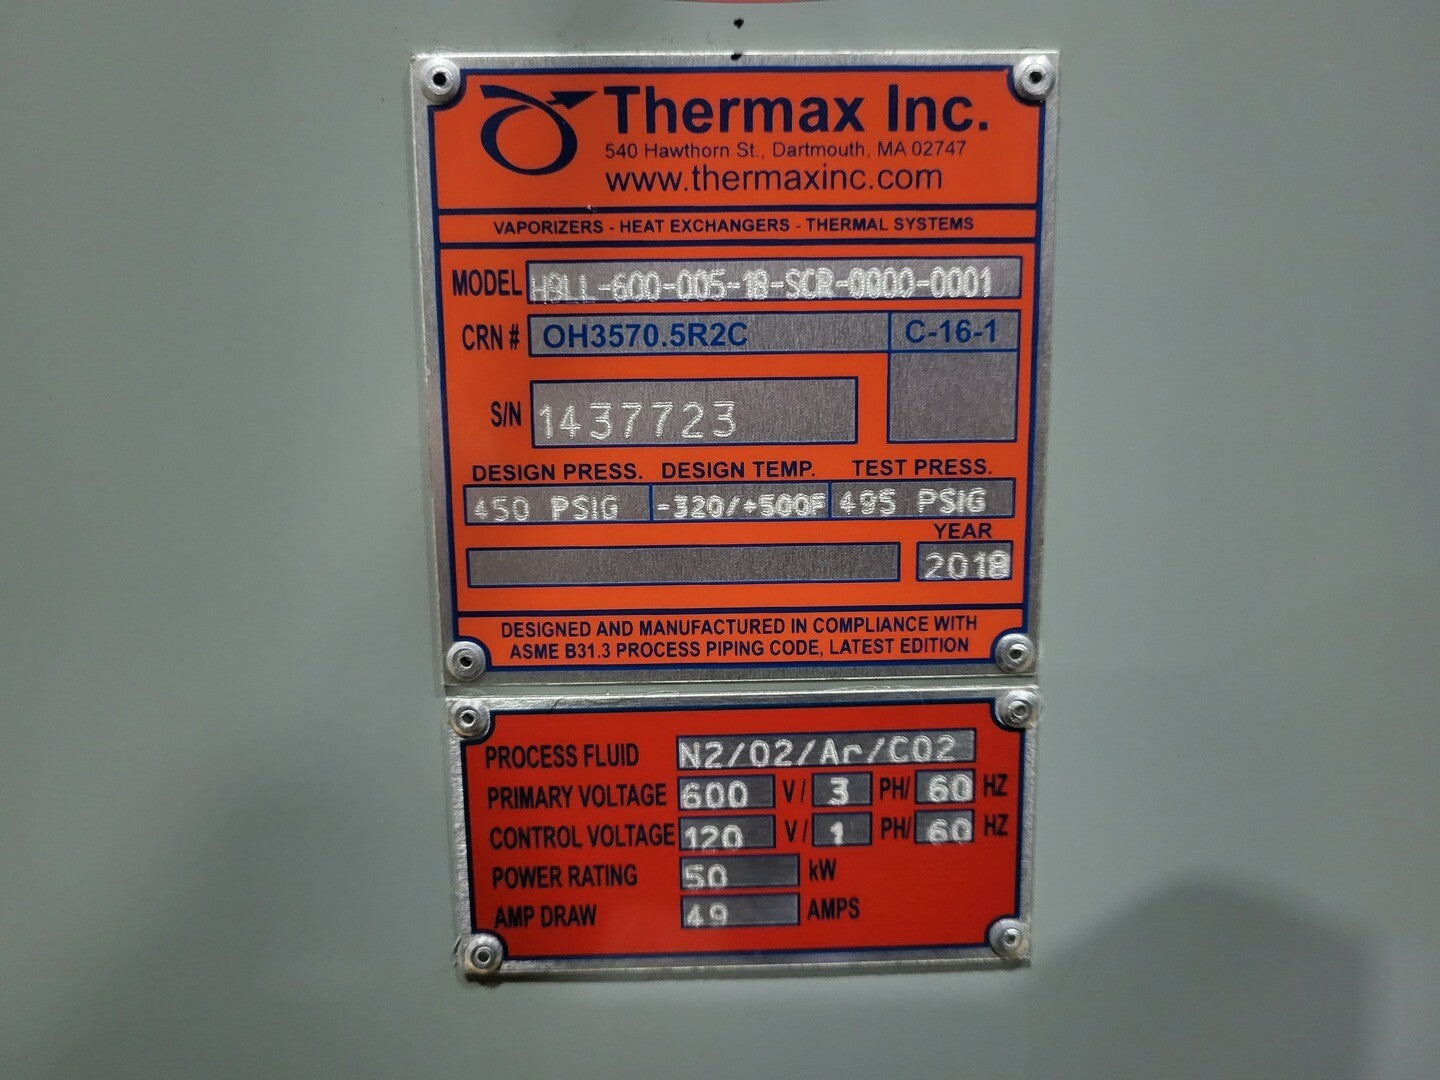 Thermax Inc.
540 Hawthorn St., Dartmouth, MA 02747
www.thermaxinc.com
VAPORIZERS - HEAT EXCHANGERS - THERMAL SYSTEMS
MODEL H9LL-600-005-18-SCR-0000-0001
CRN # OH3570.5R2C C-16-1
S/N 1437723
DESIGN PRESS. DESIGN TEMP. TEST PRESS.
450 PSIG -320/+500F 495 PSIG
YEAR
2018
DESIGNED AND MANUFACTURED IN COMPLIANCE WITH
ASME B31.3 PROCESS PIPING CODE, LATEST EDITION
PROCESS FLUID N2/O2/Ar/CO2
PRIMARY VOLTAGE 600 V/ 3 PH/ 60 HZ
CONTROL VOLTAGE 120 V/ 1 PH/ 60 HZ
POWER RATING 50 kW
AMP DRAW 49 AMPS